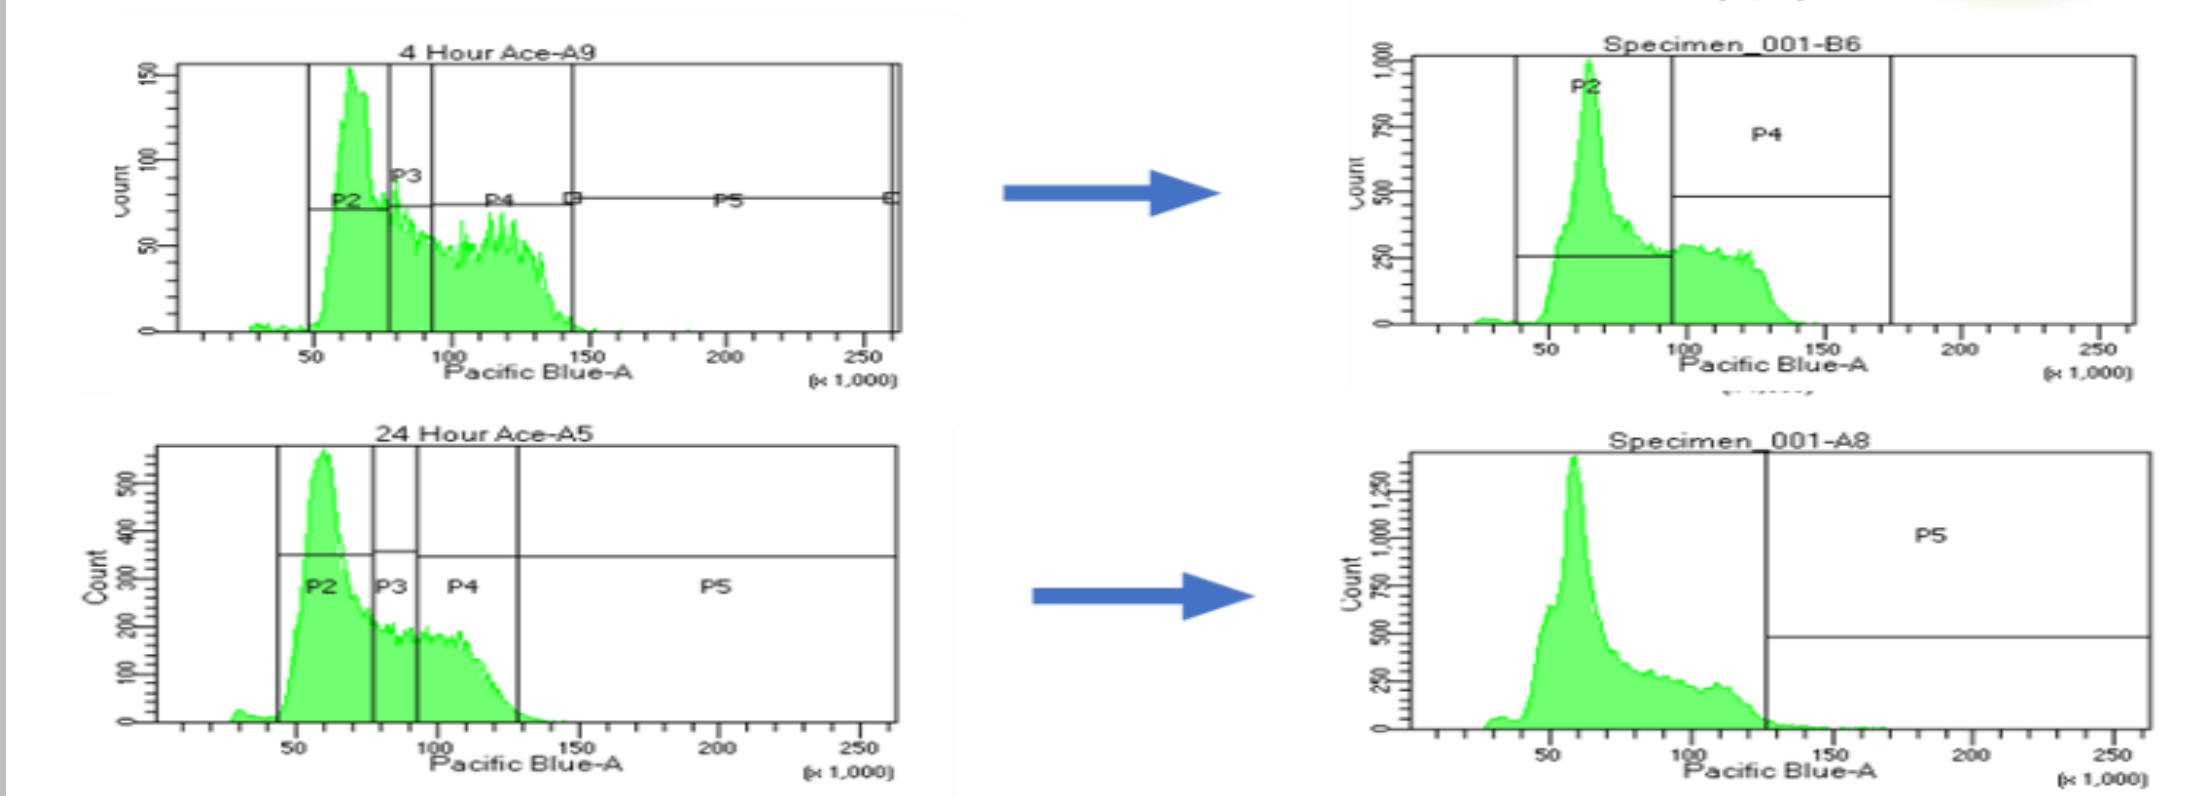 4 Hour Ace-A9
Count
150
100
50
0
P2
P3
P4
P5
50 100 150 200 250
Pacific Blue-A
(x 1,000)
Specimen_001-B6
Count
1,000
750
500
250
0
P2
P4
50 100 150 200 250
Pacific Blue-A
(x 1,000)
24 Hour Ace-A5
Count
500
400
300
200
100
0
P2 P3 P4 P5
50 100 150 200 250
Pacific Blue-A
(x 1,000)
Specimen_001-A8
Count
1,250
1,000
750
500
250
0
P5
50 100 150 200 250
Pacific Blue-A
(x 1,000)